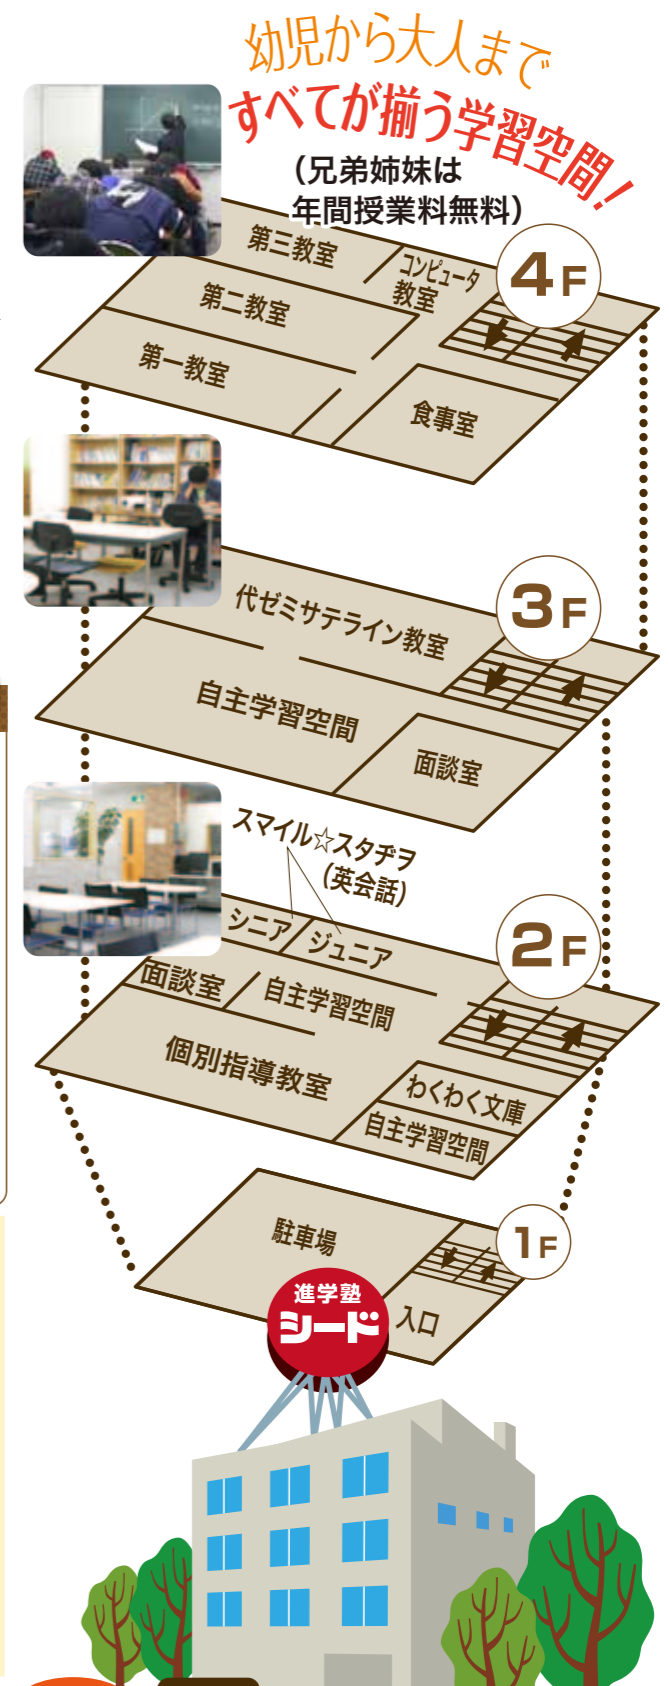 幼児から大人まで
すべてが揃う学習空間!
(兄弟姉妹は
年間授業料無料)
4F
第三教室
コンピュータ
教室
第二教室
第一教室
食事室
3F
代ゼミサテライン教室
自主学習空間
面談室
スマイル☆スタヂヲ
(英会話)
2F
シニア
ジュニア
面談室
自主学習空間
個別指導教室
わくわく文庫
自主学習空間
1F
駐車場
入口
進学塾
シード